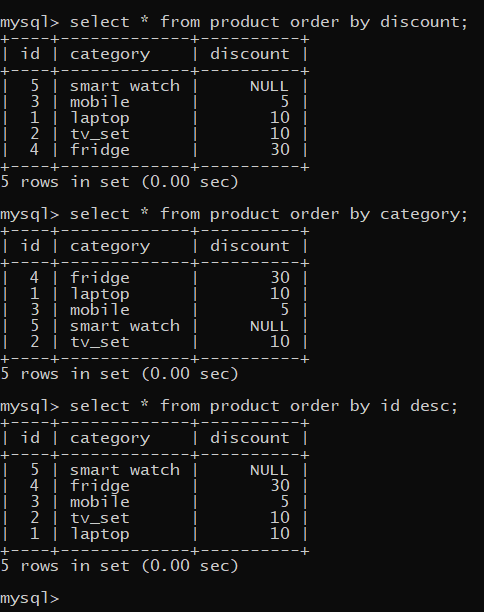 mysql> select * from product order by discount;
+----+-------------+----------+
| id | category    | discount |
+----+-------------+----------+
|  5 | smart watch |     NULL |
|  3 | mobile      |        5 |
|  1 | laptop      |       10 |
|  2 | tv_set      |       10 |
|  4 | fridge      |       30 |
+----+-------------+----------+
5 rows in set (0.00 sec)

mysql> select * from product order by category;
+----+-------------+----------+
| id | category    | discount |
+----+-------------+----------+
|  4 | fridge      |       30 |
|  1 | laptop      |       10 |
|  3 | mobile      |        5 |
|  5 | smart watch |     NULL |
|  2 | tv_set      |       10 |
+----+-------------+----------+
5 rows in set (0.00 sec)

mysql> select * from product order by id desc;
+----+-------------+----------+
| id | category    | discount |
+----+-------------+----------+
|  5 | smart watch |     NULL |
|  4 | fridge      |       30 |
|  3 | mobile      |        5 |
|  2 | tv_set      |       10 |
|  1 | laptop      |       10 |
+----+-------------+----------+
5 rows in set (0.00 sec)

mysql>